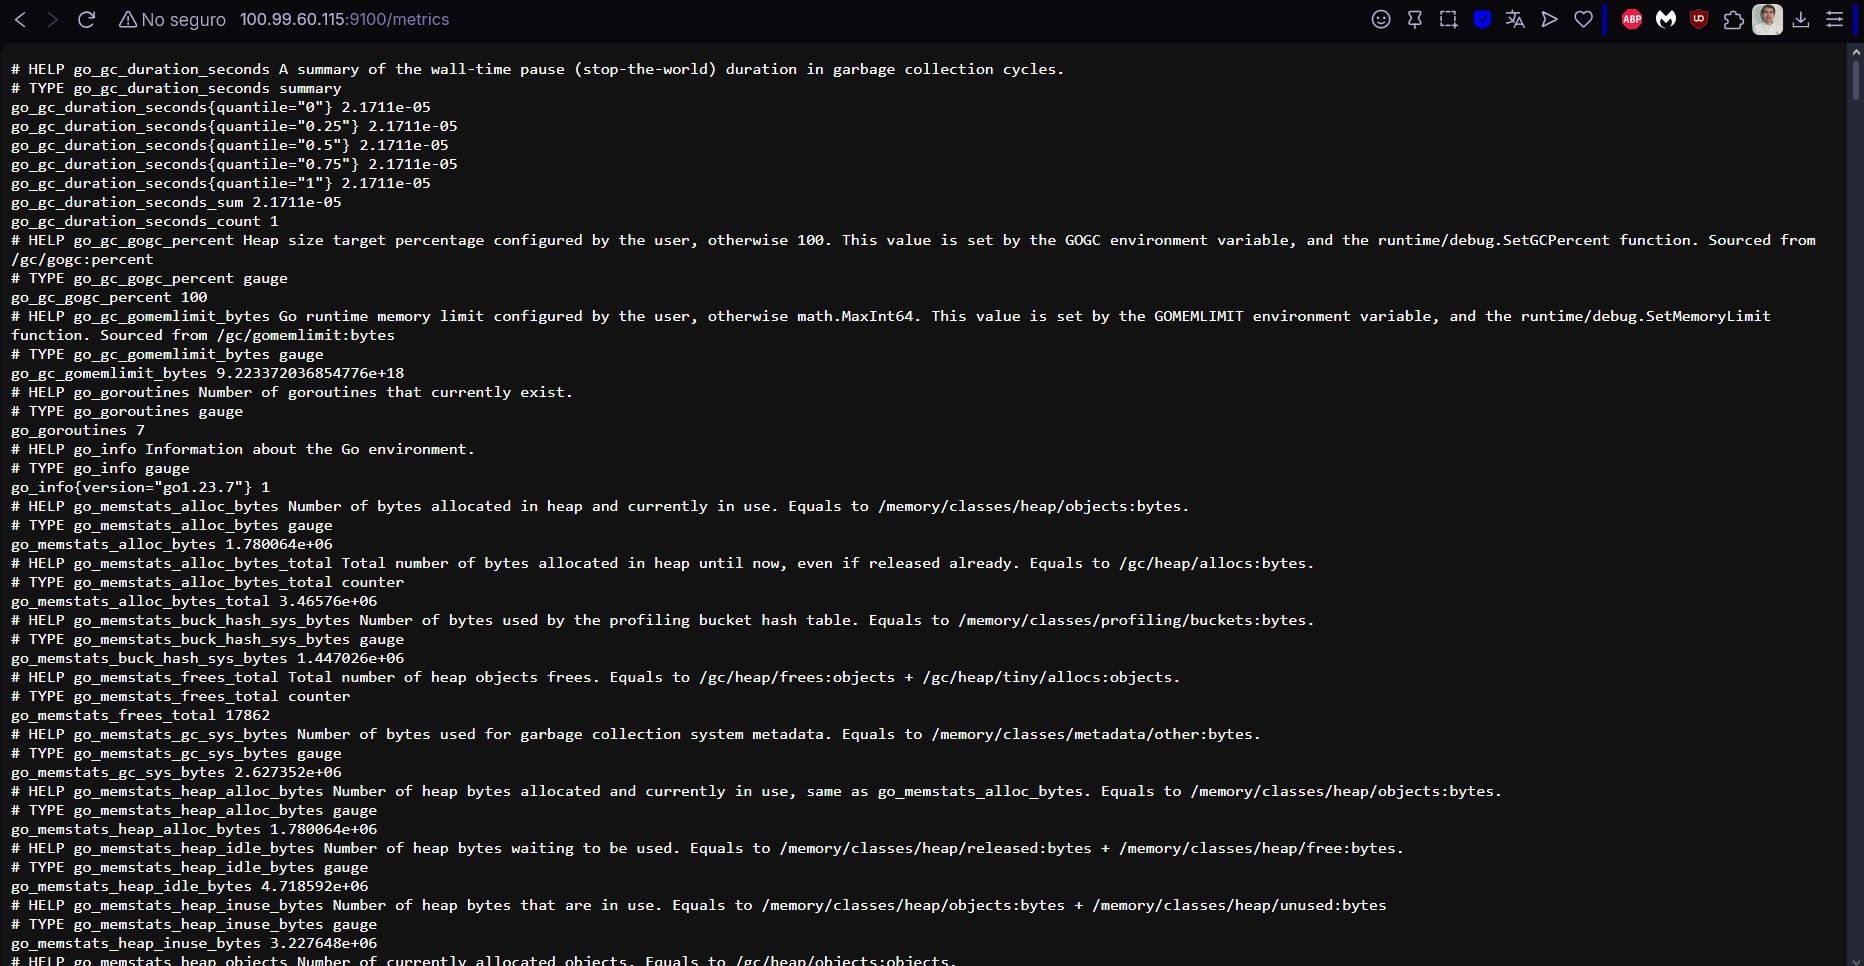 No seguro 100.99.60.115:9100/metrics
ABP
# HELP go_gc_duration_seconds A summary of the wall-time pause (stop-the-world) duration in garbage collection cycles.
# TYPE go_gc_duration_seconds summary
go_gc_duration_seconds{quantile="0"} 2.1711e-05
go_gc_duration_seconds{quantile="0.25"} 2.1711e-05
go_gc_duration_seconds{quantile="0.5"} 2.1711e-05
go_gc_duration_seconds{quantile="0.75"} 2.1711e-05
go_gc_duration_seconds{quantile="1"} 2.1711e-05
go_gc_duration_seconds_sum 2.1711e-05
go_gc_duration_seconds_count 1
# HELP go_gc_gogc_percent Heap size target percentage configured by the user, otherwise 100. This value is set by the GOGC environment variable, and the runtime/debug.SetGCPercent function. Sourced from
/gc/gogc:percent
# TYPE go_gc_gogc_percent gauge
go_gc_gogc_percent 100
# HELP go_gc_gomemlimit_bytes Go runtime memory limit configured by the user, otherwise math.MaxInt64. This value is set by the GOMEMLIMIT environment variable, and the runtime/debug.SetMemoryLimit
function. Sourced from /gc/gomemlimit:bytes
# TYPE go_gc_gomemlimit_bytes gauge
go_gc_gomemlimit_bytes 9.223372036854776e+18
# HELP go_goroutines Number of goroutines that currently exist.
# TYPE go_goroutines gauge
go_goroutines 7
# HELP go_info Information about the Go environment.
# TYPE go_info gauge
go_info{version="go1.23.7"} 1
# HELP go_memstats_alloc_bytes Number of bytes allocated in heap and currently in use. Equals to /memory/classes/heap/objects:bytes.
# TYPE go_memstats_alloc_bytes gauge
go_memstats_alloc_bytes 1.780064e+06
# HELP go_memstats_alloc_bytes_total Total number of bytes allocated in heap until now, even if released already. Equals to /gc/heap/allocs:bytes.
# TYPE go_memstats_alloc_bytes_total counter
go_memstats_alloc_bytes_total 3.46576e+06
# HELP go_memstats_buck_hash_sys_bytes Number of bytes used by the profiling bucket hash table. Equals to /memory/classes/profiling/buckets:bytes.
# TYPE go_memstats_buck_hash_sys_bytes gauge
go_memstats_buck_hash_sys_bytes 1.447026e+06
# HELP go_memstats_frees_total Total number of heap objects frees. Equals to /gc/heap/frees:objects + /gc/heap/tiny/allocs:objects.
# TYPE go_memstats_frees_total counter
go_memstats_frees_total 17862
# HELP go_memstats_gc_sys_bytes Number of bytes used for garbage collection system metadata. Equals to /memory/classes/metadata/other:bytes.
# TYPE go_memstats_gc_sys_bytes gauge
go_memstats_gc_sys_bytes 2.627352e+06
# HELP go_memstats_heap_alloc_bytes Number of heap bytes allocated and currently in use, same as go_memstats_alloc_bytes. Equals to /memory/classes/heap/objects:bytes.
# TYPE go_memstats_heap_alloc_bytes gauge
go_memstats_heap_alloc_bytes 1.780064e+06
# HELP go_memstats_heap_idle_bytes Number of heap bytes waiting to be used. Equals to /memory/classes/heap/released:bytes + /memory/classes/heap/free:bytes.
# TYPE go_memstats_heap_idle_bytes gauge
go_memstats_heap_idle_bytes 4.718592e+06
# HELP go_memstats_heap_inuse_bytes Number of heap bytes that are in use. Equals to /memory/classes/heap/objects:bytes + /memory/classes/heap/unused:bytes
# TYPE go_memstats_heap_inuse_bytes gauge
go_memstats_heap_inuse_bytes 3.227648e+06
# HELP go_memstats_heap_objects Number of currently allocated objects. Equals to /gc/heap/objects:objects.